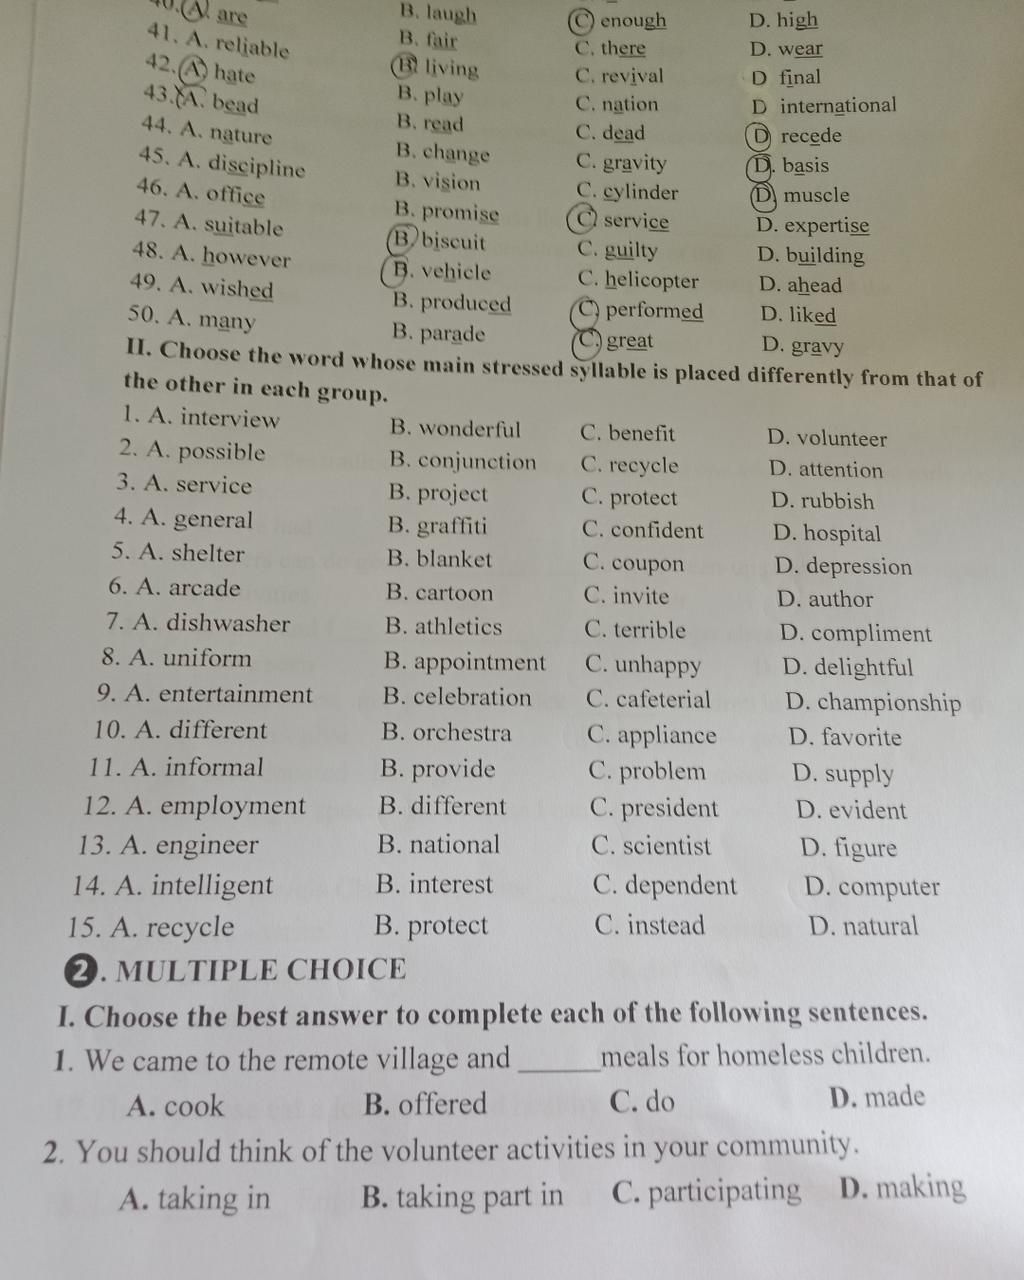 40. A. are B. laugh C. enough D. high
41. A. reliable B. fair C. there D. wear
42. A. hate B. living C. revival D final
43. A. bead B. play C. nation D international
44. A. nature B. read C. dead D recede
45. A. discipline B. change C. gravity D. basis
46. A. office B. vision C. cylinder D, muscle
47. A. suitable B. promise C. service D. expertise
48. A. however B. biscuit C. guilty D. building
49. A. wished B. vehicle C. helicopter D. ahead
50. A. many B. produced C. performed D. liked
B. parade C. great D. gravy
II. Choose the word whose main stressed syllable is placed differently from that of
the other in each group.
1. A. interview B. wonderful C. benefit D. volunteer
2. A. possible B. conjunction C. recycle D. attention
3. A. service B. project C. protect D. rubbish
4. A. general B. graffiti C. confident D. hospital
5. A. shelter B. blanket C. coupon D. depression
6. A. arcade B. cartoon C. invite D. author
7. A. dishwasher B. athletics C. terrible D. compliment
8. A. uniform B. appointment C. unhappy D. delightful
9. A. entertainment B. celebration C. cafeterial D. championship
10. A. different B. orchestra C. appliance D. favorite
11. A. informal B. provide C. problem D. supply
12. A. employment B. different C. president D. evident
13. A. engineer B. national C. scientist D. figure
14. A. intelligent B. interest C. dependent D. computer
15. A. recycle B. protect C. instead D. natural
2. MULTIPLE CHOICE
I. Choose the best answer to complete each of the following sentences.
1. We came to the remote village and ______meals for homeless children.
A. cook B. offered C. do D. made
2. You should think of the volunteer activities in your community.
A. taking in B. taking part in C. participating D. making